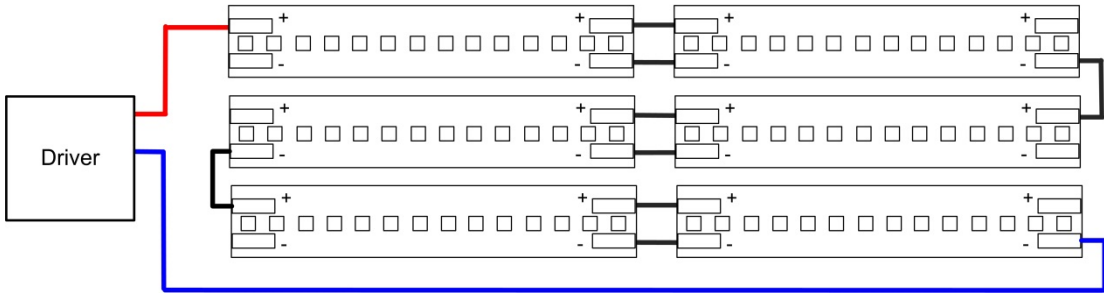 + + + +
- - - -
Driver
+ + + +
- - - -
+ + + +
- - - -